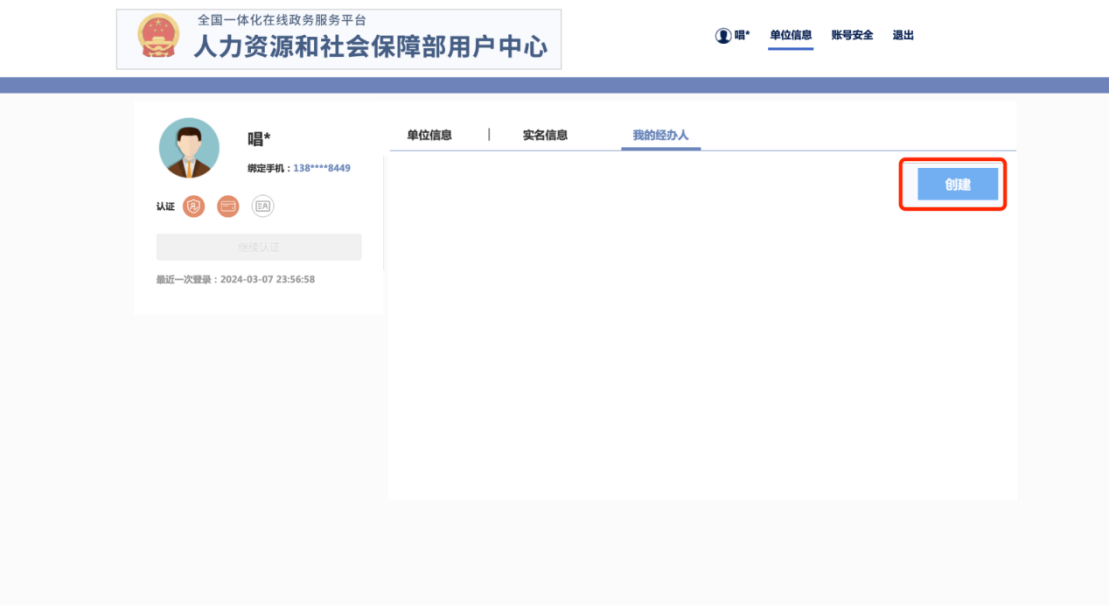 全国一体化在线政务服务平台
人力资源和社会保障部用户中心
唱* 单位信息 账号安全 退出
唱*
绑定手机：138****8449
认证
继续认证
最近一次登录：2024-03-07 23:56:58
单位信息 | 实名信息 我的经办人
创建